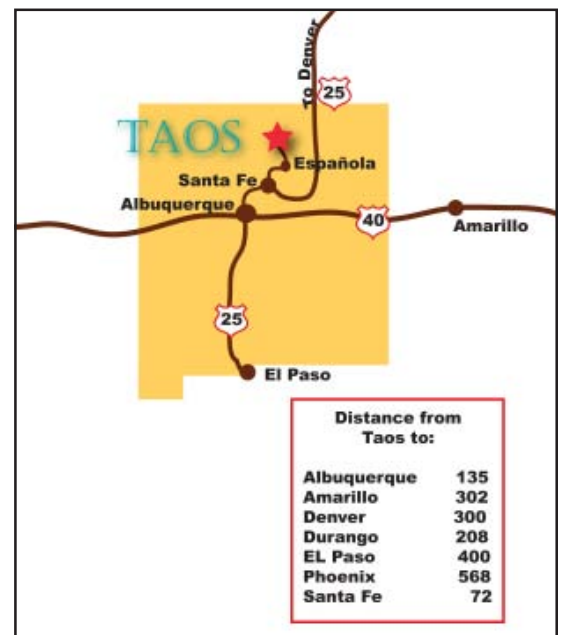 To Denver
25
TAOS
Española
Santa Fe
Albuquerque
40
Amarillo
25
El Paso
Distance from
Taos to:
Albuquerque 135
Amarillo 302
Denver 300
Durango 208
EL Paso 400
Phoenix 568
Santa Fe 72